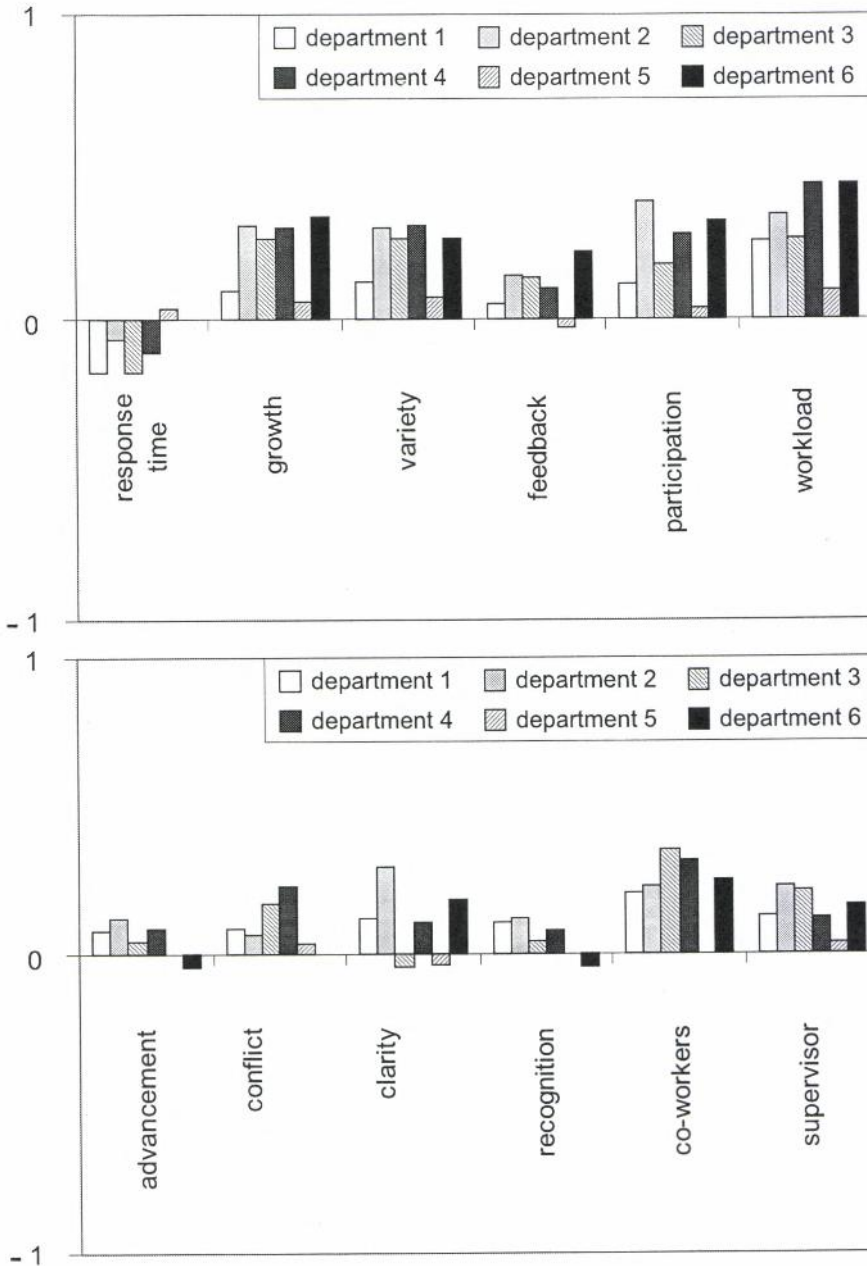 1
department 1 department 2 department 3
department 4 department 5 department 6
0
response time
growth
variety
feedback
participation
workload
- 1
1
department 1 department 2 department 3
department 4 department 5 department 6
0
advancement
conflict
clarity
recognition
co-workers
supervisor
- 1